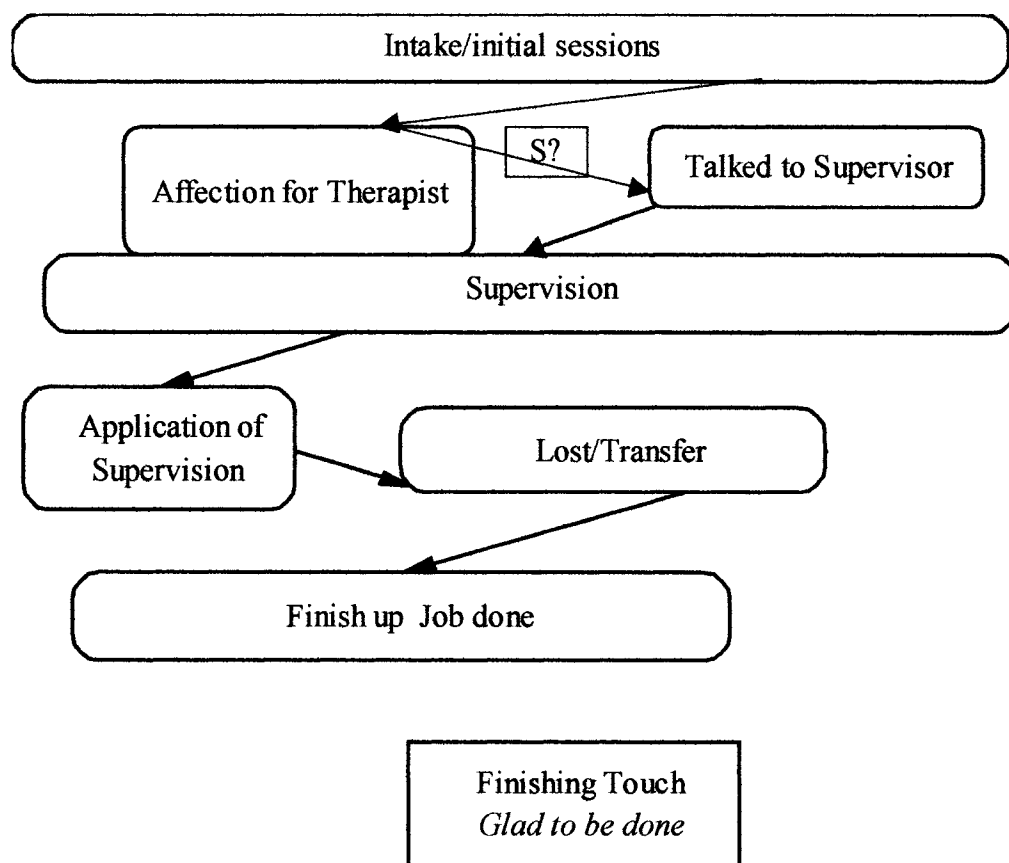 Intake/initial sessions
S?
Affection for Therapist
Talked to Supervisor
Supervision
Application of
Supervision
Lost/Transfer
Finish up Job done
Finishing Touch
Glad to be done